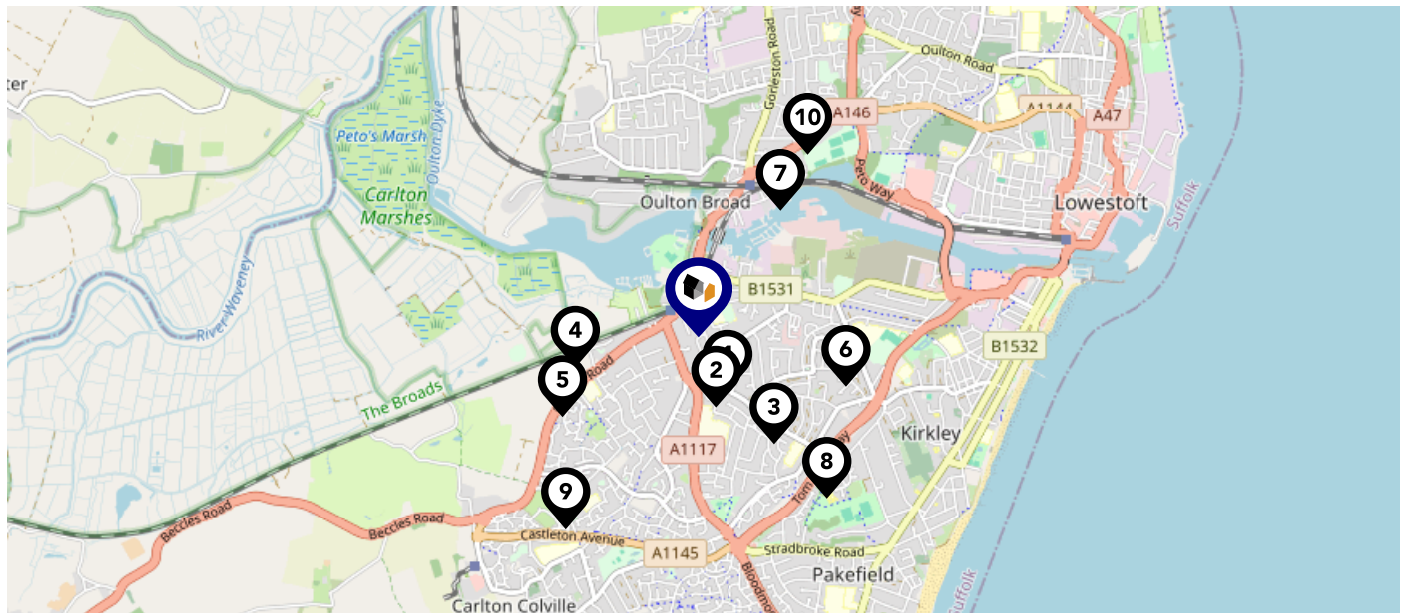 ter
Gorleston Road
Oulton Road
10
A146
A1144
A47
Peto's Marsh
Oulton Dyke
7
Peto Way
Carlton
Marshes
Oulton Broad
Lowestoft
Suffolk
River Waveney
B1531
4
Road
1
6
B1532
5
2
The Broads
3
Kirkley
A1117
8
Tom
ay
9
Beccles Road
Beccles Road
Castleton Avenue
A1145
Stradbroke Road
Pakefield
Carlton Colville
Suffolk